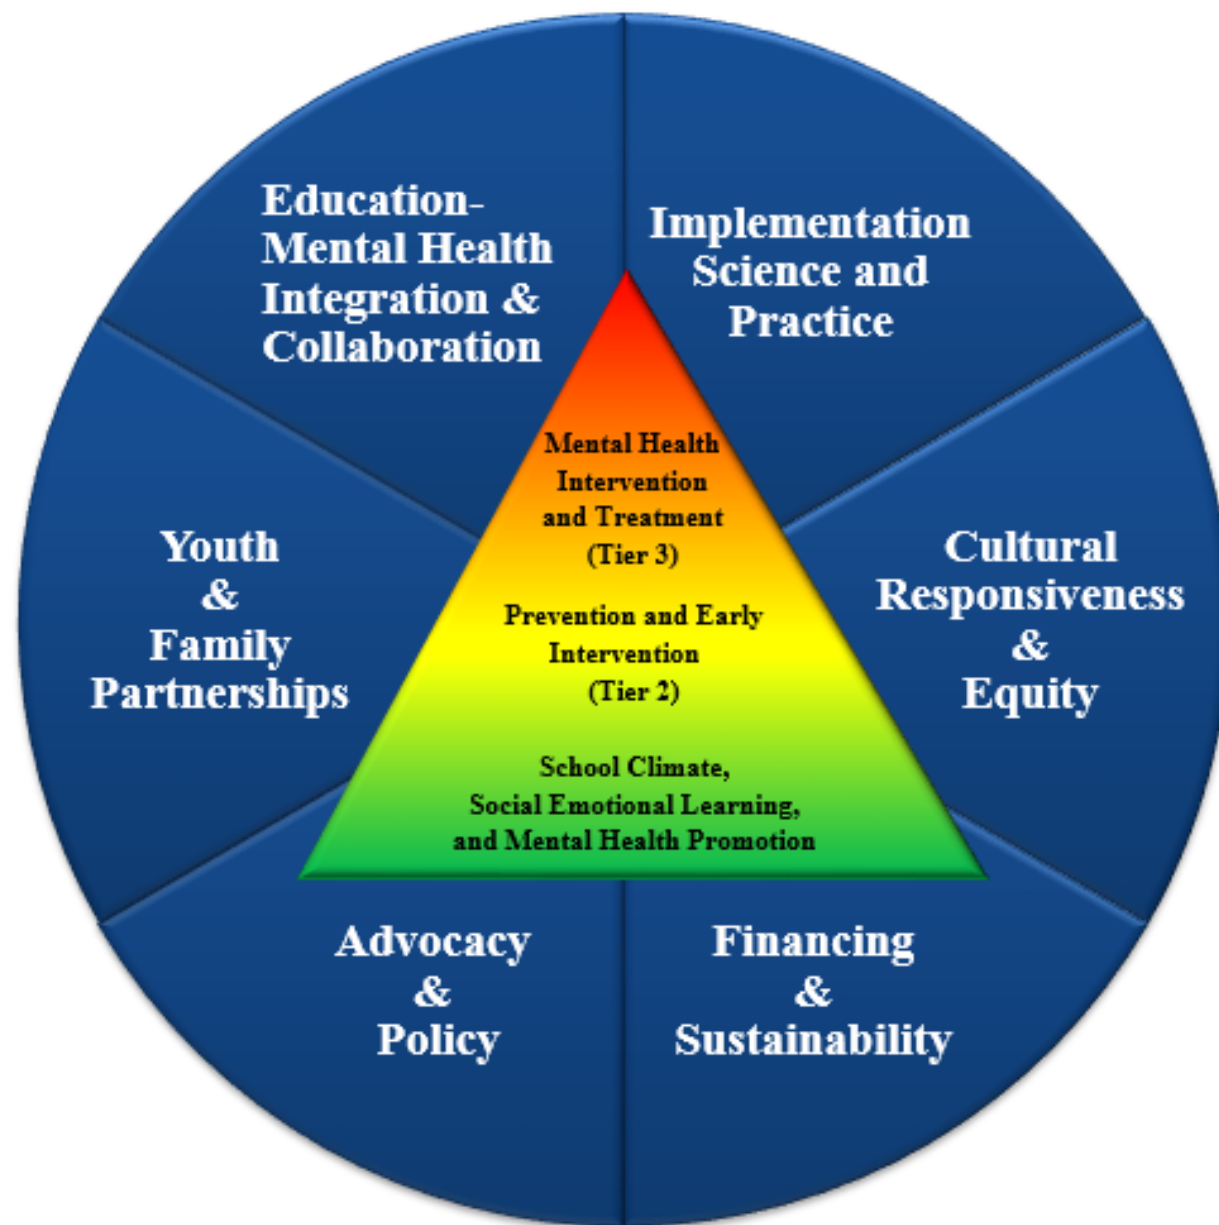 Education-
Mental Health
Integration &
Collaboration
Implementation
Science and
Practice
Youth
&
Family
Partnerships
Cultural
Responsiveness
&
Equity
Mental Health
Intervention
and Treatment
(Tier 3)
Prevention and Early
Intervention
(Tier 2)
School Climate,
Social Emotional Learning,
and Mental Health Promotion
Advocacy
&
Policy
Financing
&
Sustainability